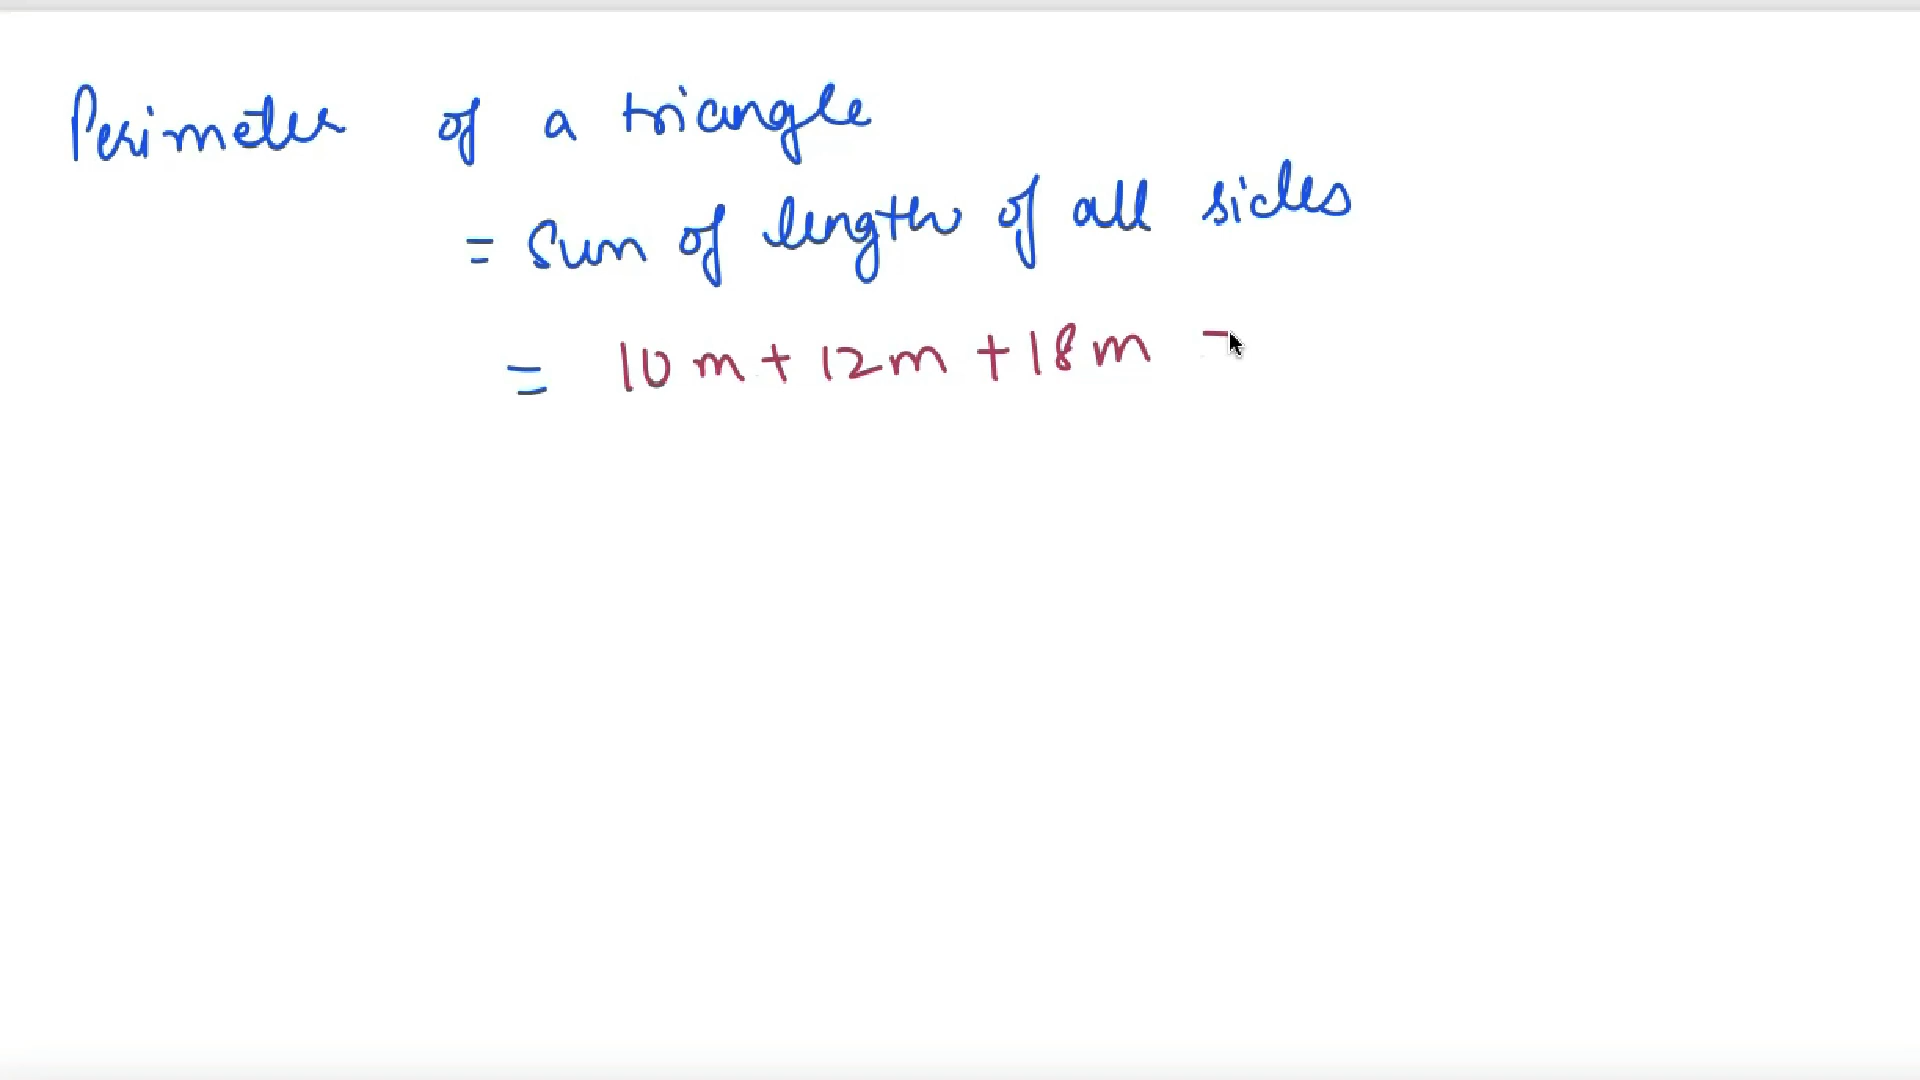 Perimeter of a triangle
= Sum of length of all sides
= 10 m + 12 m + 18 m